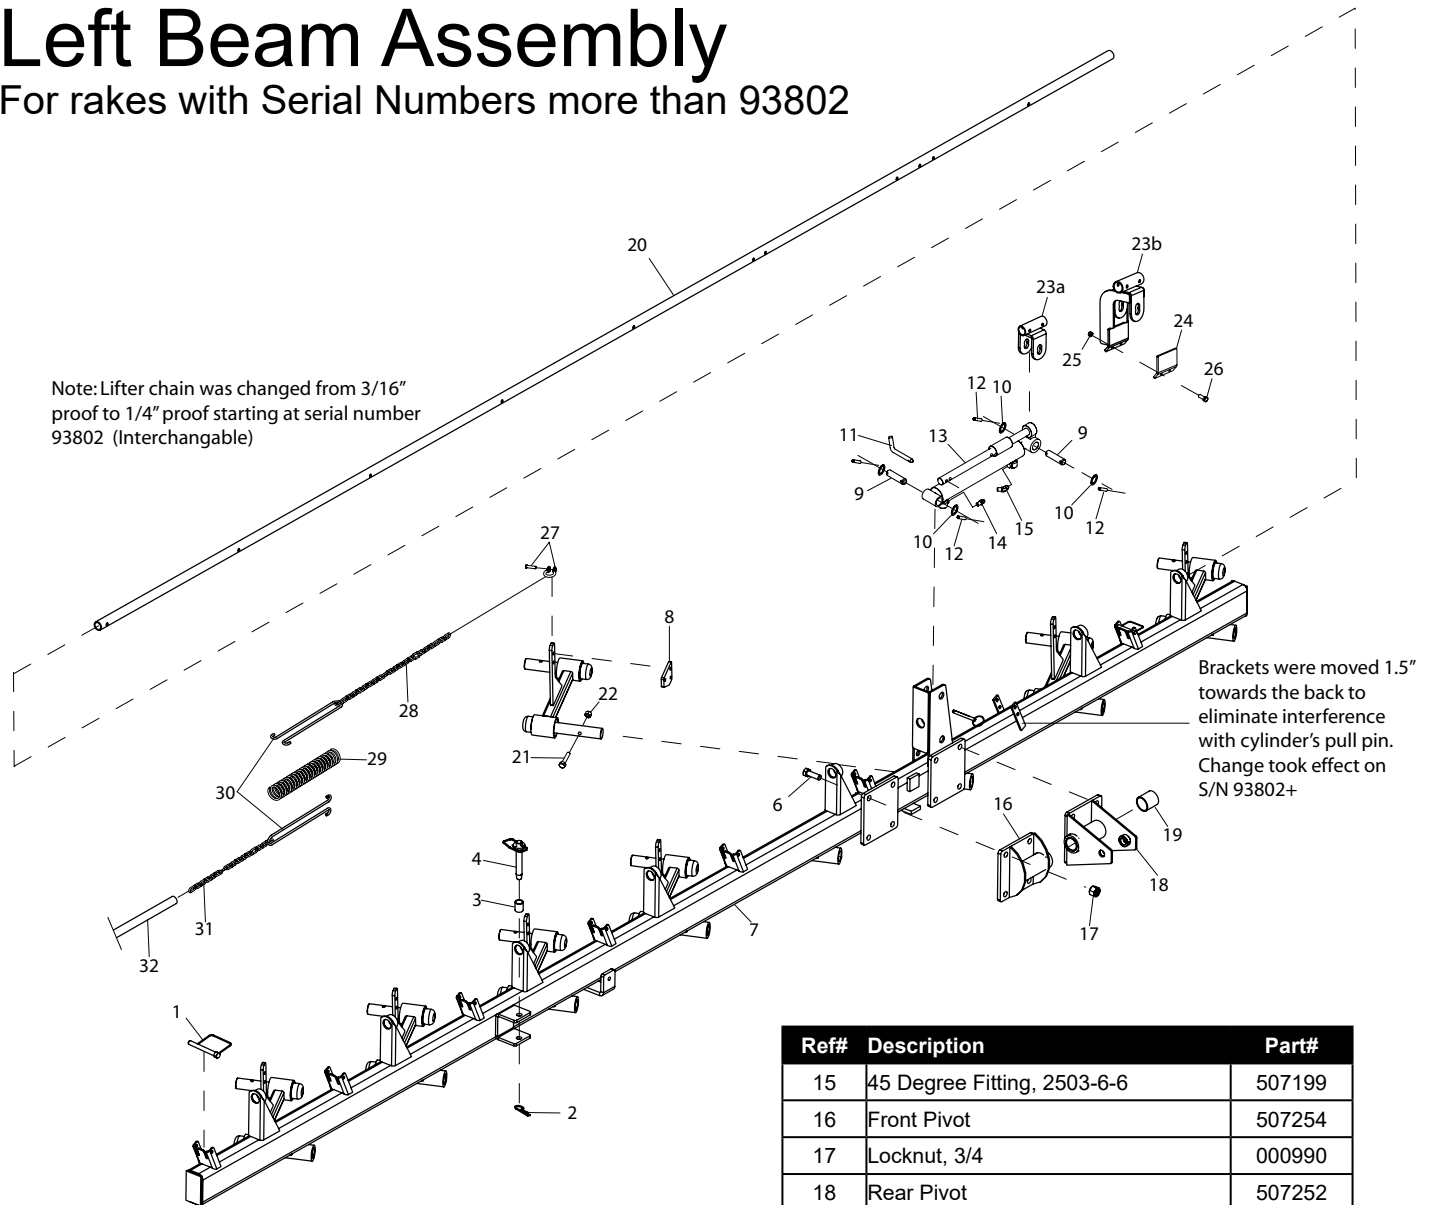 Left Beam Assembly
For rakes with Serial Numbers more than 93802
20
23b
23a
24
25
26
Note: Lifter chain was changed from 3/16"
proof to 1/4" proof starting at serial number
93802 (Interchangable)
12 10
11
13
9
9
10
12
15
14
10
12
27
8
28
22
21
29
30
6
Brackets were moved 1.5"
towards the back to
eliminate interference
with cylinder's pull pin.
Change took effect on
S/N 93802+
16
19
18
17
4
3
7
31
32
1
2
Ref# Description Part#
15 45 Degree Fitting, 2503-6-6 507199
16 Front Pivot 507254
17 Locknut, 3/4 000990
18 Rear Pivot 507252